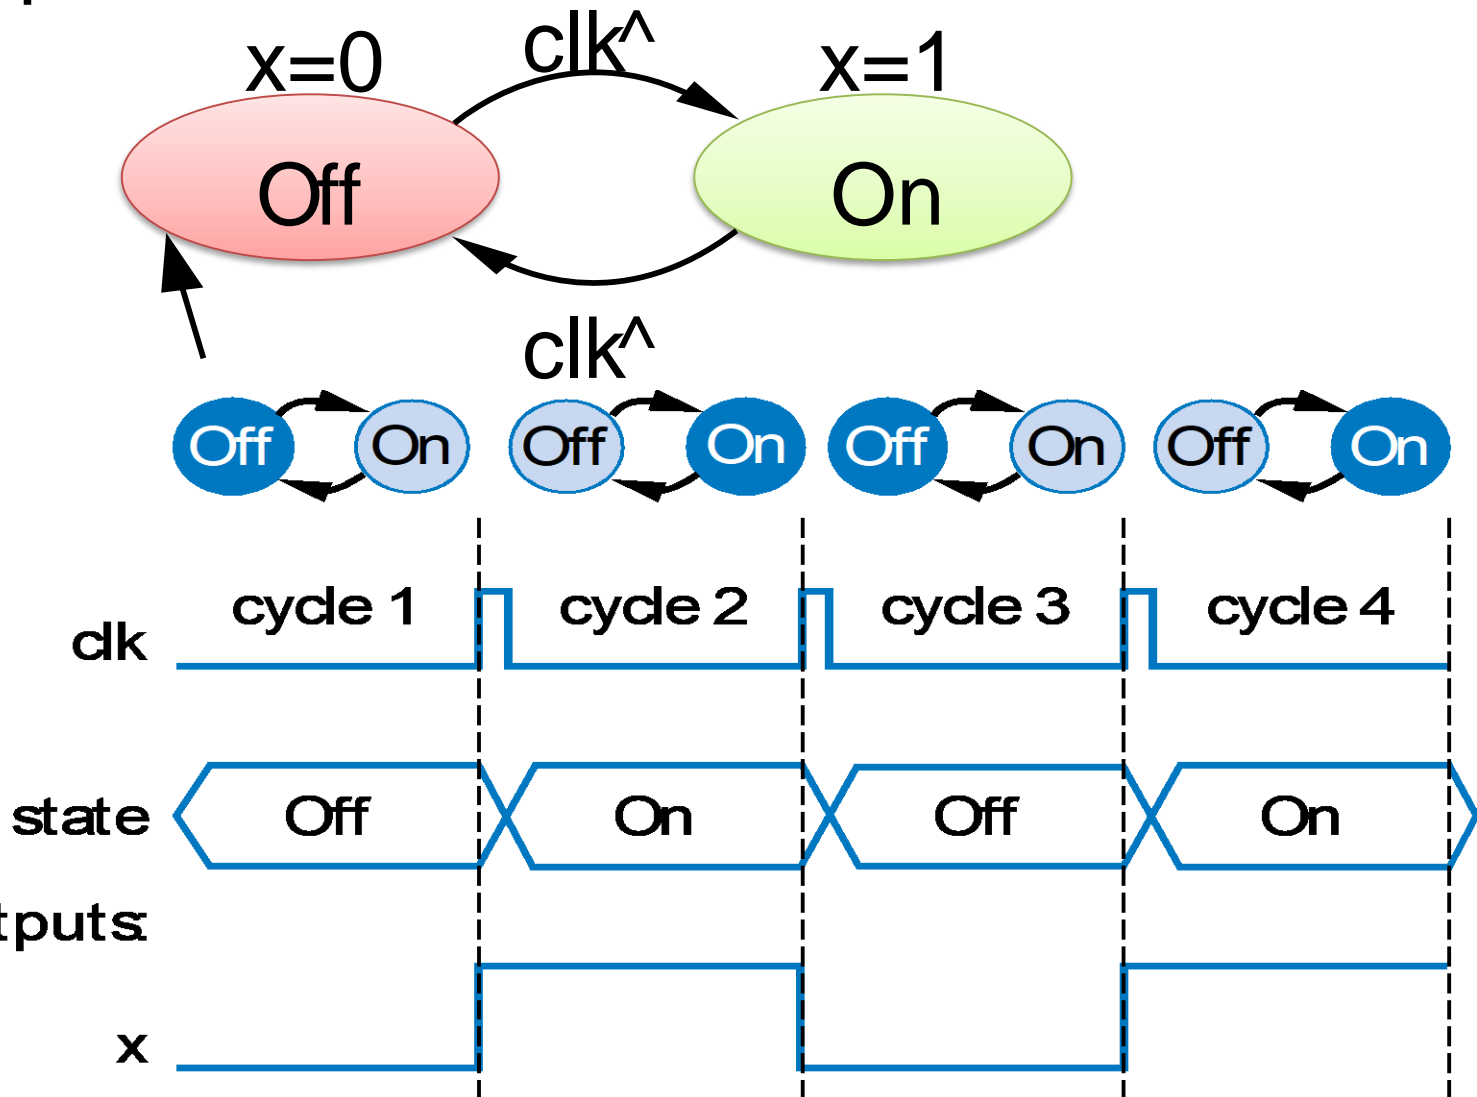 x=0 clk^ x=1
Off On
clk^
Off On Off On Off On Off On
cycle 1 cycle 2 cycle 3 cycle 4
clk
state Off On Off On
tputs:
x